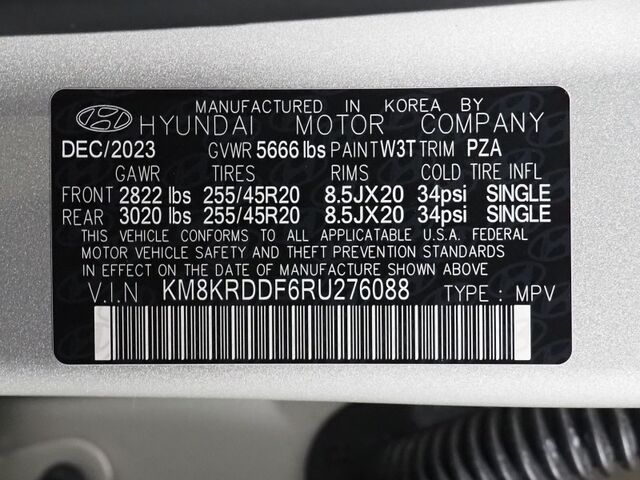 MANUFACTURED IN KOREA BY
HYUNDAI MOTOR COMPANY
DEC/2023 GVWR 5666 lbs PAINT W3T TRIM PZA
GAWR TIRES RIMS COLD TIRE INFL
FRONT 2822 lbs 255/45R20 8.5JX20 34psi SINGLE
REAR 3020 lbs 255/45R20 8.5JX20 34psi SINGLE
THIS VEHICLE CONFORMS TO ALL APPLICATABLE U.S.A. FEDERAL
MOTOR VEHICLE SAFETY AND THEFT PREVENTION
STANDARDS IN EFFECT ON THE DATE OF MANUFACTURE SHOWN ABOVE.
V.I.N KM8KRDDF6RU276088 TYPE : MPV